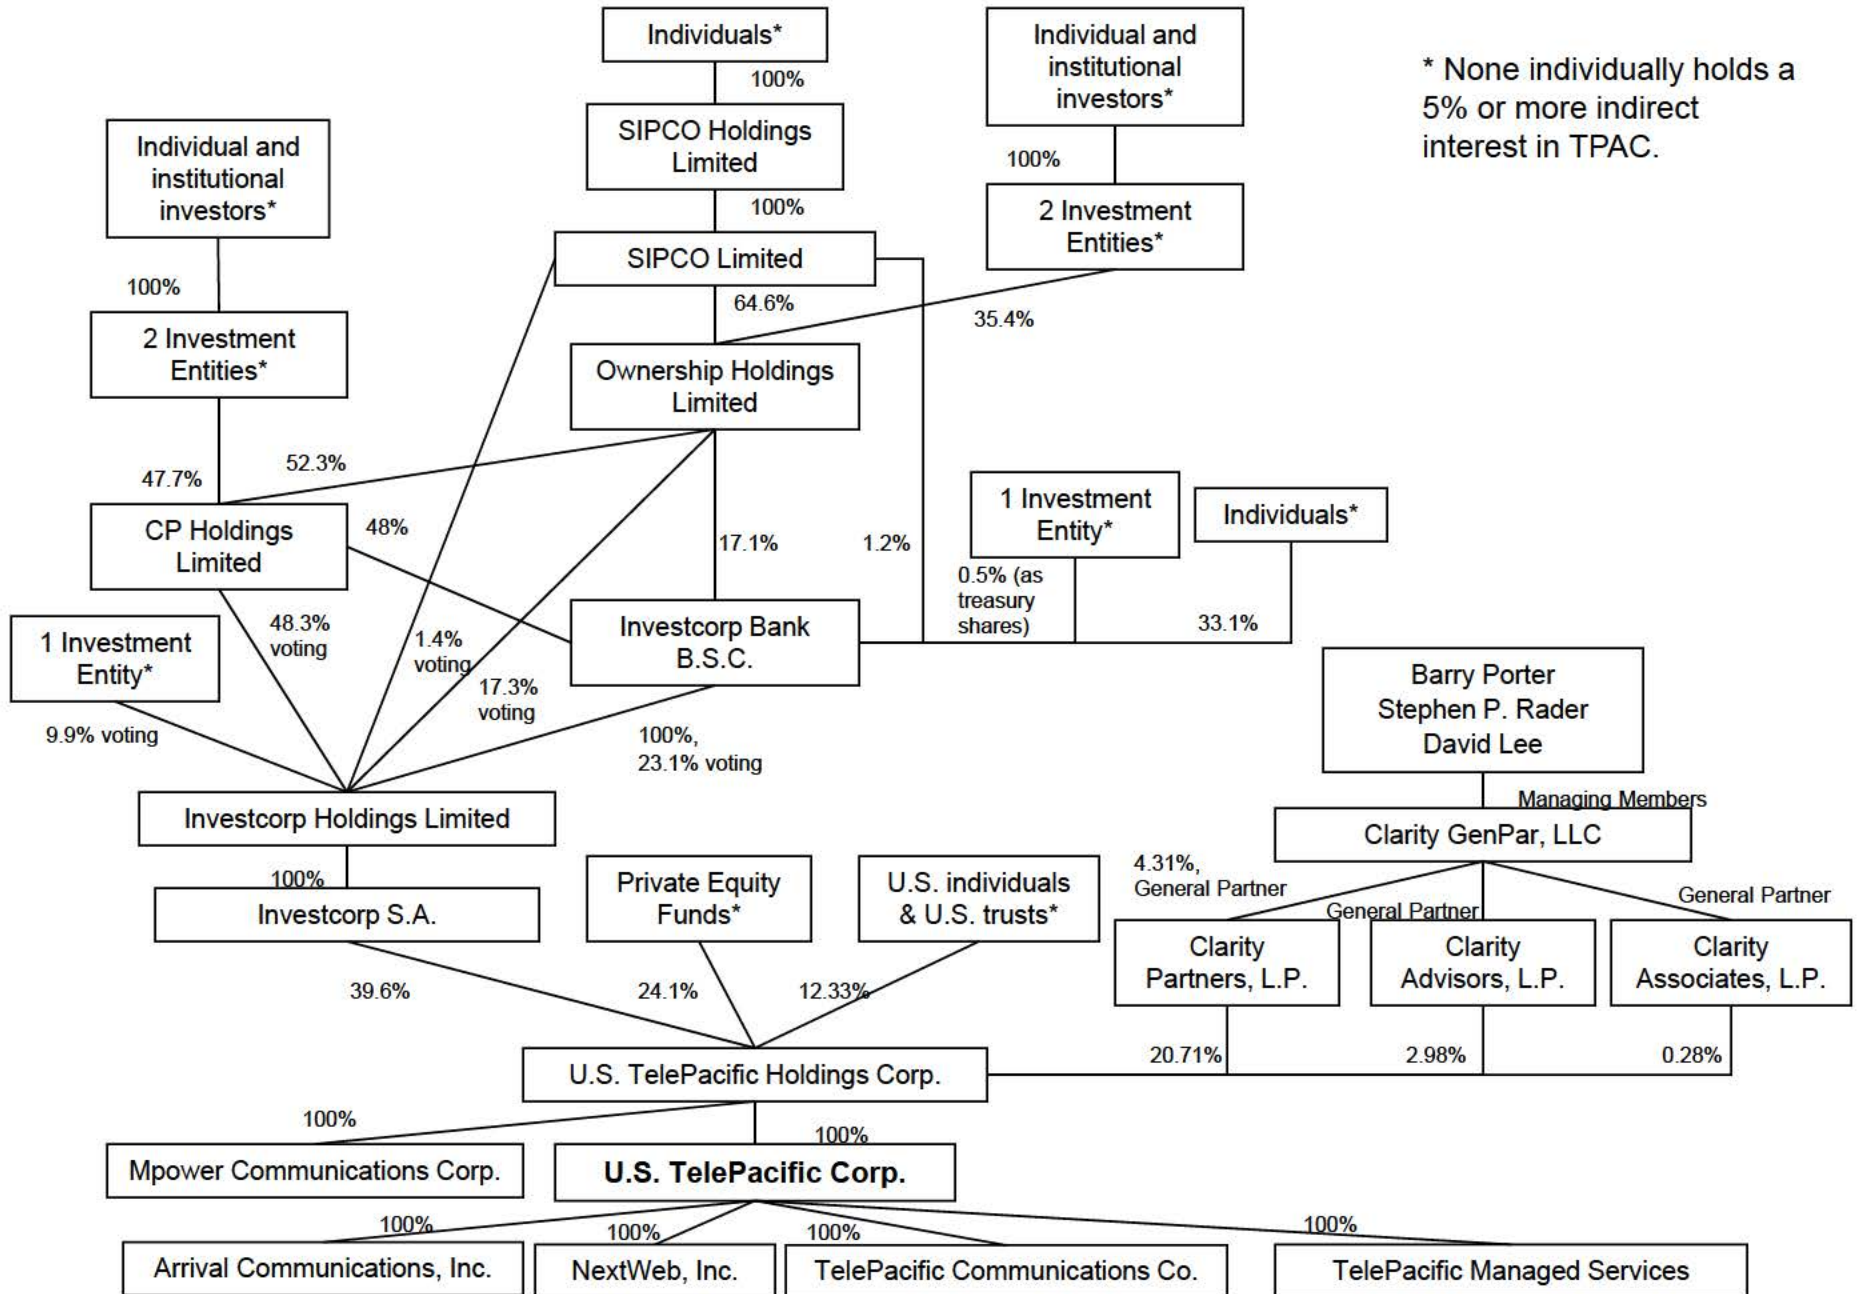 Individuals*
100%
SIPCO Holdings
Limited
100%
SIPCO Limited
64.6%
Individual and
institutional
investors*
100%
2 Investment
Entities*
35.4%
* None individually holds a
5% or more indirect
interest in TPAC.
Individual and
institutional
investors*
100%
2 Investment
Entities*
47.7%
52.3%
Ownership Holdings
Limited
CP Holdings
Limited
48%
17.1%
1.2%
1 Investment
Entity*
0.5% (as
treasury
shares)
Individuals*
33.1%
1 Investment
Entity*
9.9% voting
48.3%
voting
1.4%
voting
17.3%
voting
Investcorp Bank
B.S.C.
100%,
23.1% voting
Investcorp Holdings Limited
100%
Investcorp S.A.
39.6%
Private Equity
Funds*
24.1%
U.S. individuals
& U.S. trusts*
12.33%
Barry Porter
Stephen P. Rader
David Lee
Managing Members
Clarity GenPar, LLC
4.31%,
General Partner
General Partner
General Partner
Clarity
Partners, L.P.
Clarity
Advisors, L.P.
Clarity
Associates, L.P.
20.71%
2.98%
0.28%
U.S. TelePacific Holdings Corp.
100%
100%
Mpower Communications Corp.
U.S. TelePacific Corp.
100%
100%
100%
100%
Arrival Communications, Inc.
NextWeb, Inc.
TelePacific Communications Co.
TelePacific Managed Services